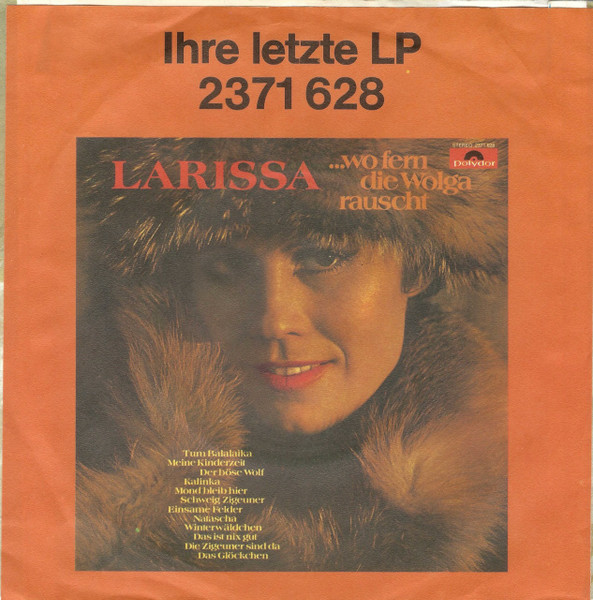 Ihre letzte LP
2371 628
STEREO 2371 628
Polydor
LARISSA
...wo fern
die Wolga
rauscht
Tum Balalaika
Meine Kinderzeit
Der böse Wolf
Kalinka
Mond bleib hier
Schweig Zigeuner
Einsame Felder
Natascha
Winterwäldchen
Das ist nix gut
Die Zigeuner sind da
Das Glöckchen